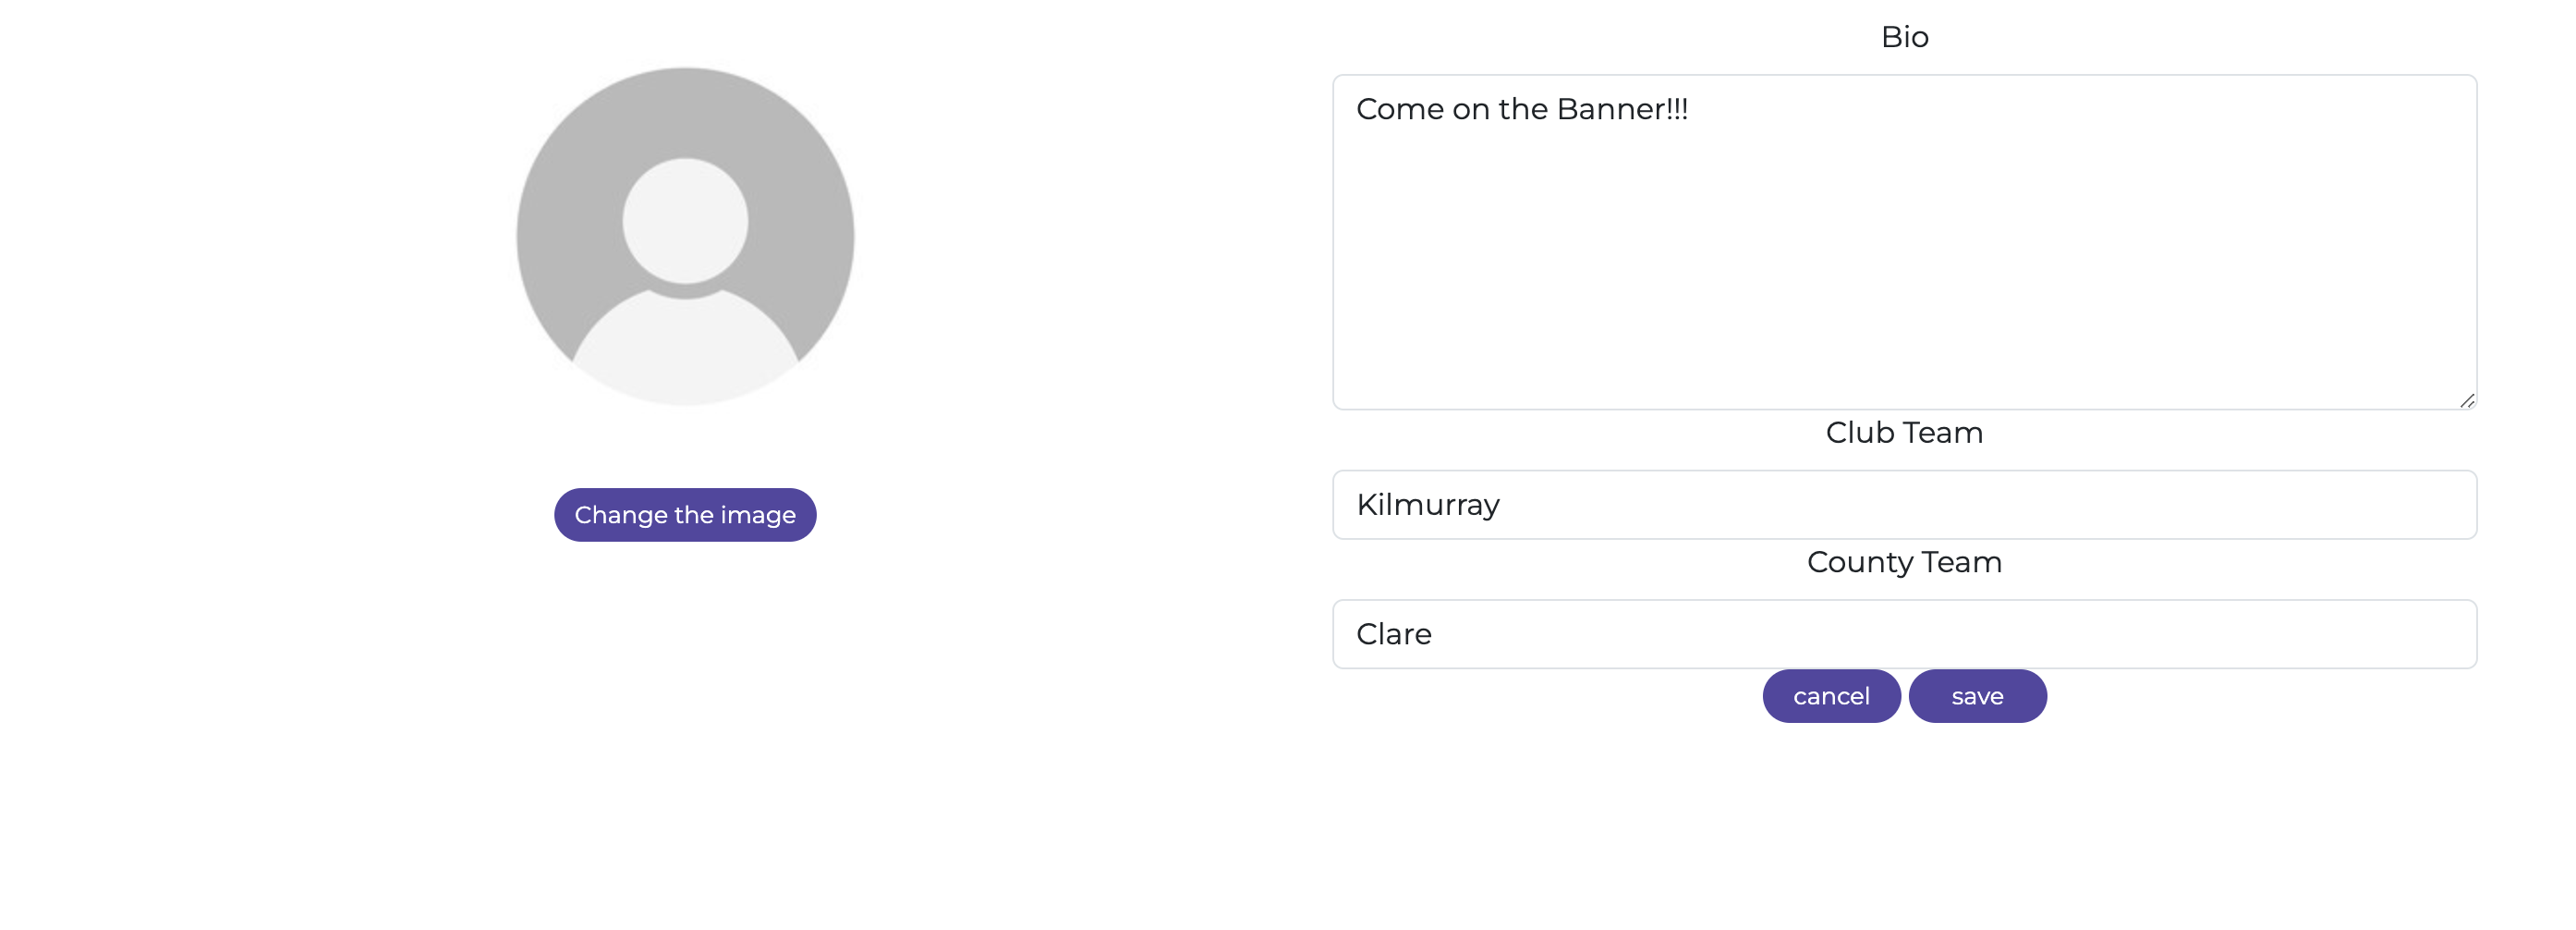 Bio
Come on the Banner!!!
Club Team
Kilmurray
County Team
Clare
cancel save
Change the image